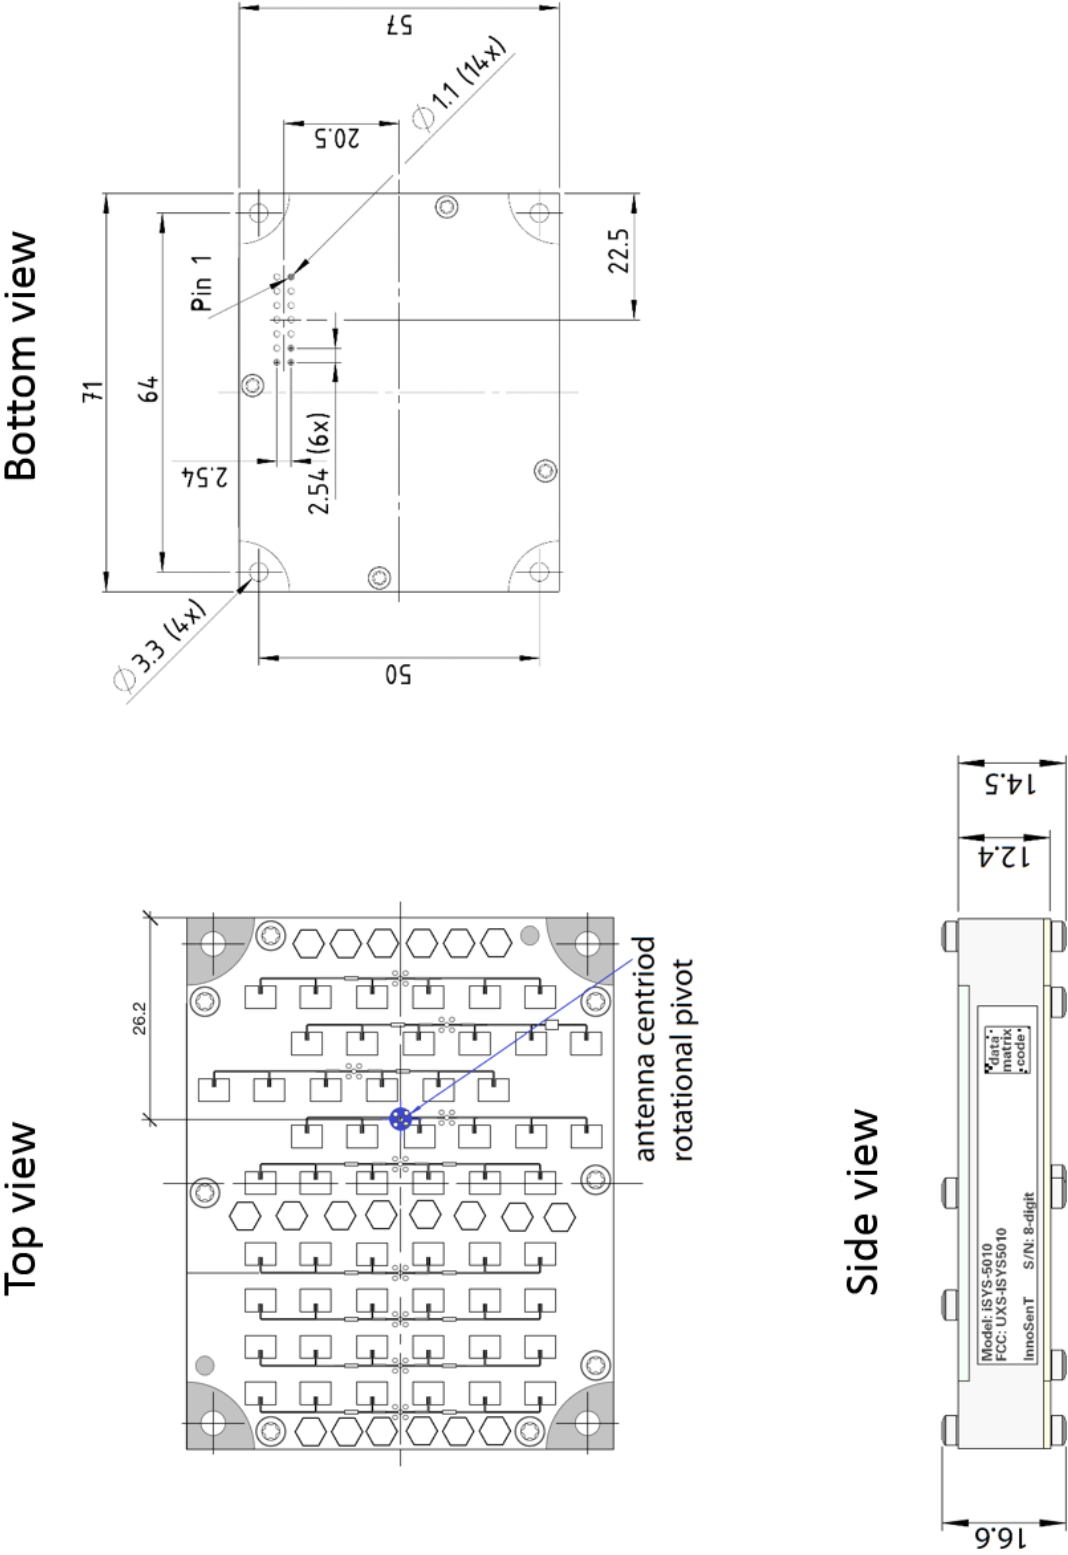 Bottom view
71
64
57
20.5
Ø 1.1 (14x)
Pin 1
22.5
2.54
2.54 (6x)
Ø 3.3 (4x)
50
Top view
26.2
antenna centriod
rotational pivot
Side view
14.5
12.4
16.6
Model: iSYS-5010
FCC: UXS-ISYS5010
InnoSenT S/N: 8-digit
data
matrix
code